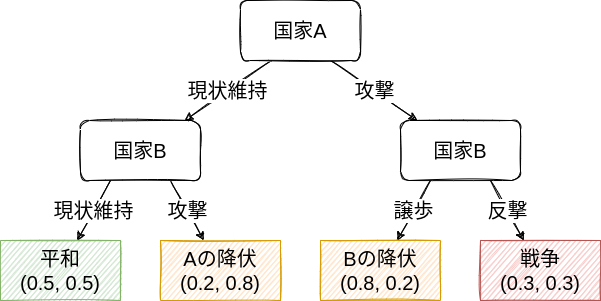 国家A
現状維持
攻撃
国家B
国家B
現状維持
攻撃
譲歩
反撃
平和
(0.5, 0.5)
Aの降伏
(0.2, 0.8)
Bの降伏
(0.8, 0.2)
戦争
(0.3, 0.3)